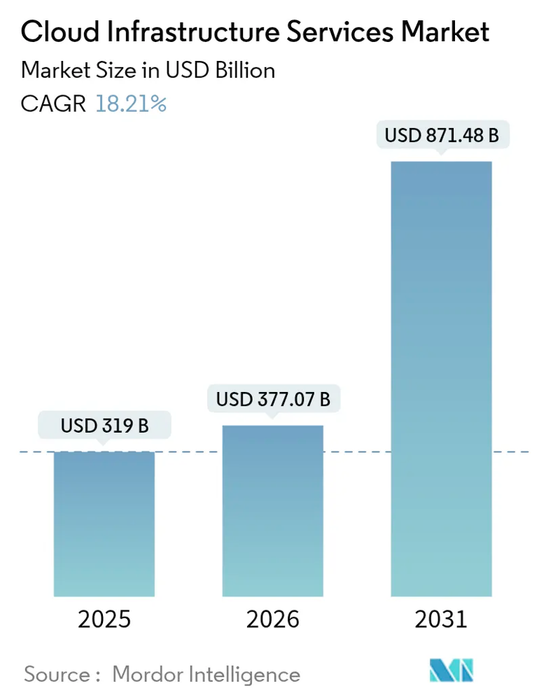 Cloud Infrastructure Services Market
Market Size in USD Billion
CAGR 18.21%
USD 871.48 B
USD 377.07 B
USD 319 B
2025 2026 2031
Source : Mordor Intelligence